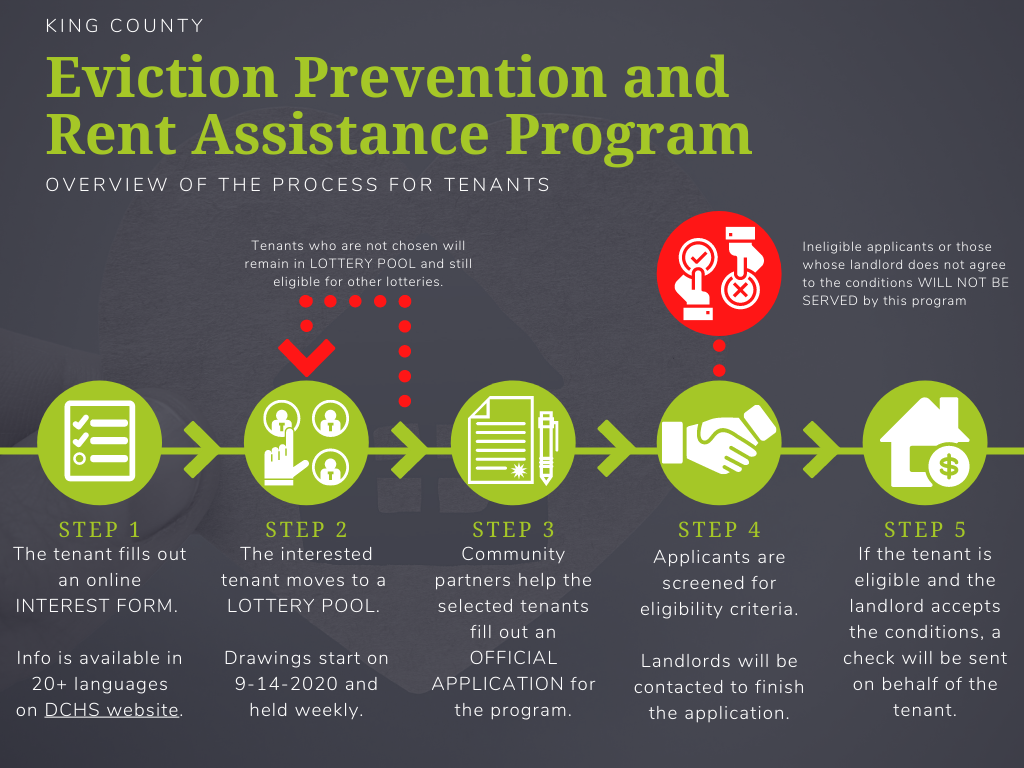 KING COUNTY
Eviction Prevention and
Rent Assistance Program
OVERVIEW OF THE PROCESS FOR TENANTS
Tenants who are not chosen will
remain in LOTTERY POOL and still
eligible for other lotteries.
Ineligible applicants or those
whose landlord does not agree
to the conditions WILL NOT BE
SERVED by this program
$
STEP 1
The tenant fills out
an online
INTEREST FORM.
Info is available in
20+ languages
on DCHS website.
STEP 2
The interested
tenant moves to a
LOTTERY POOL.
Drawings start on
9-14-2020 and
held weekly.
STEP 3
Community
partners help the
selected tenants
fill out an
OFFICIAL
APPLICATION for
the program.
STEP 4
Applicants are
screened for
eligibility criteria.
Landlords will be
contacted to finish
the application.
STEP 5
If the tenant is
eligible and the
landlord accepts
the conditions, a
check will be sent
on behalf of the
tenant.